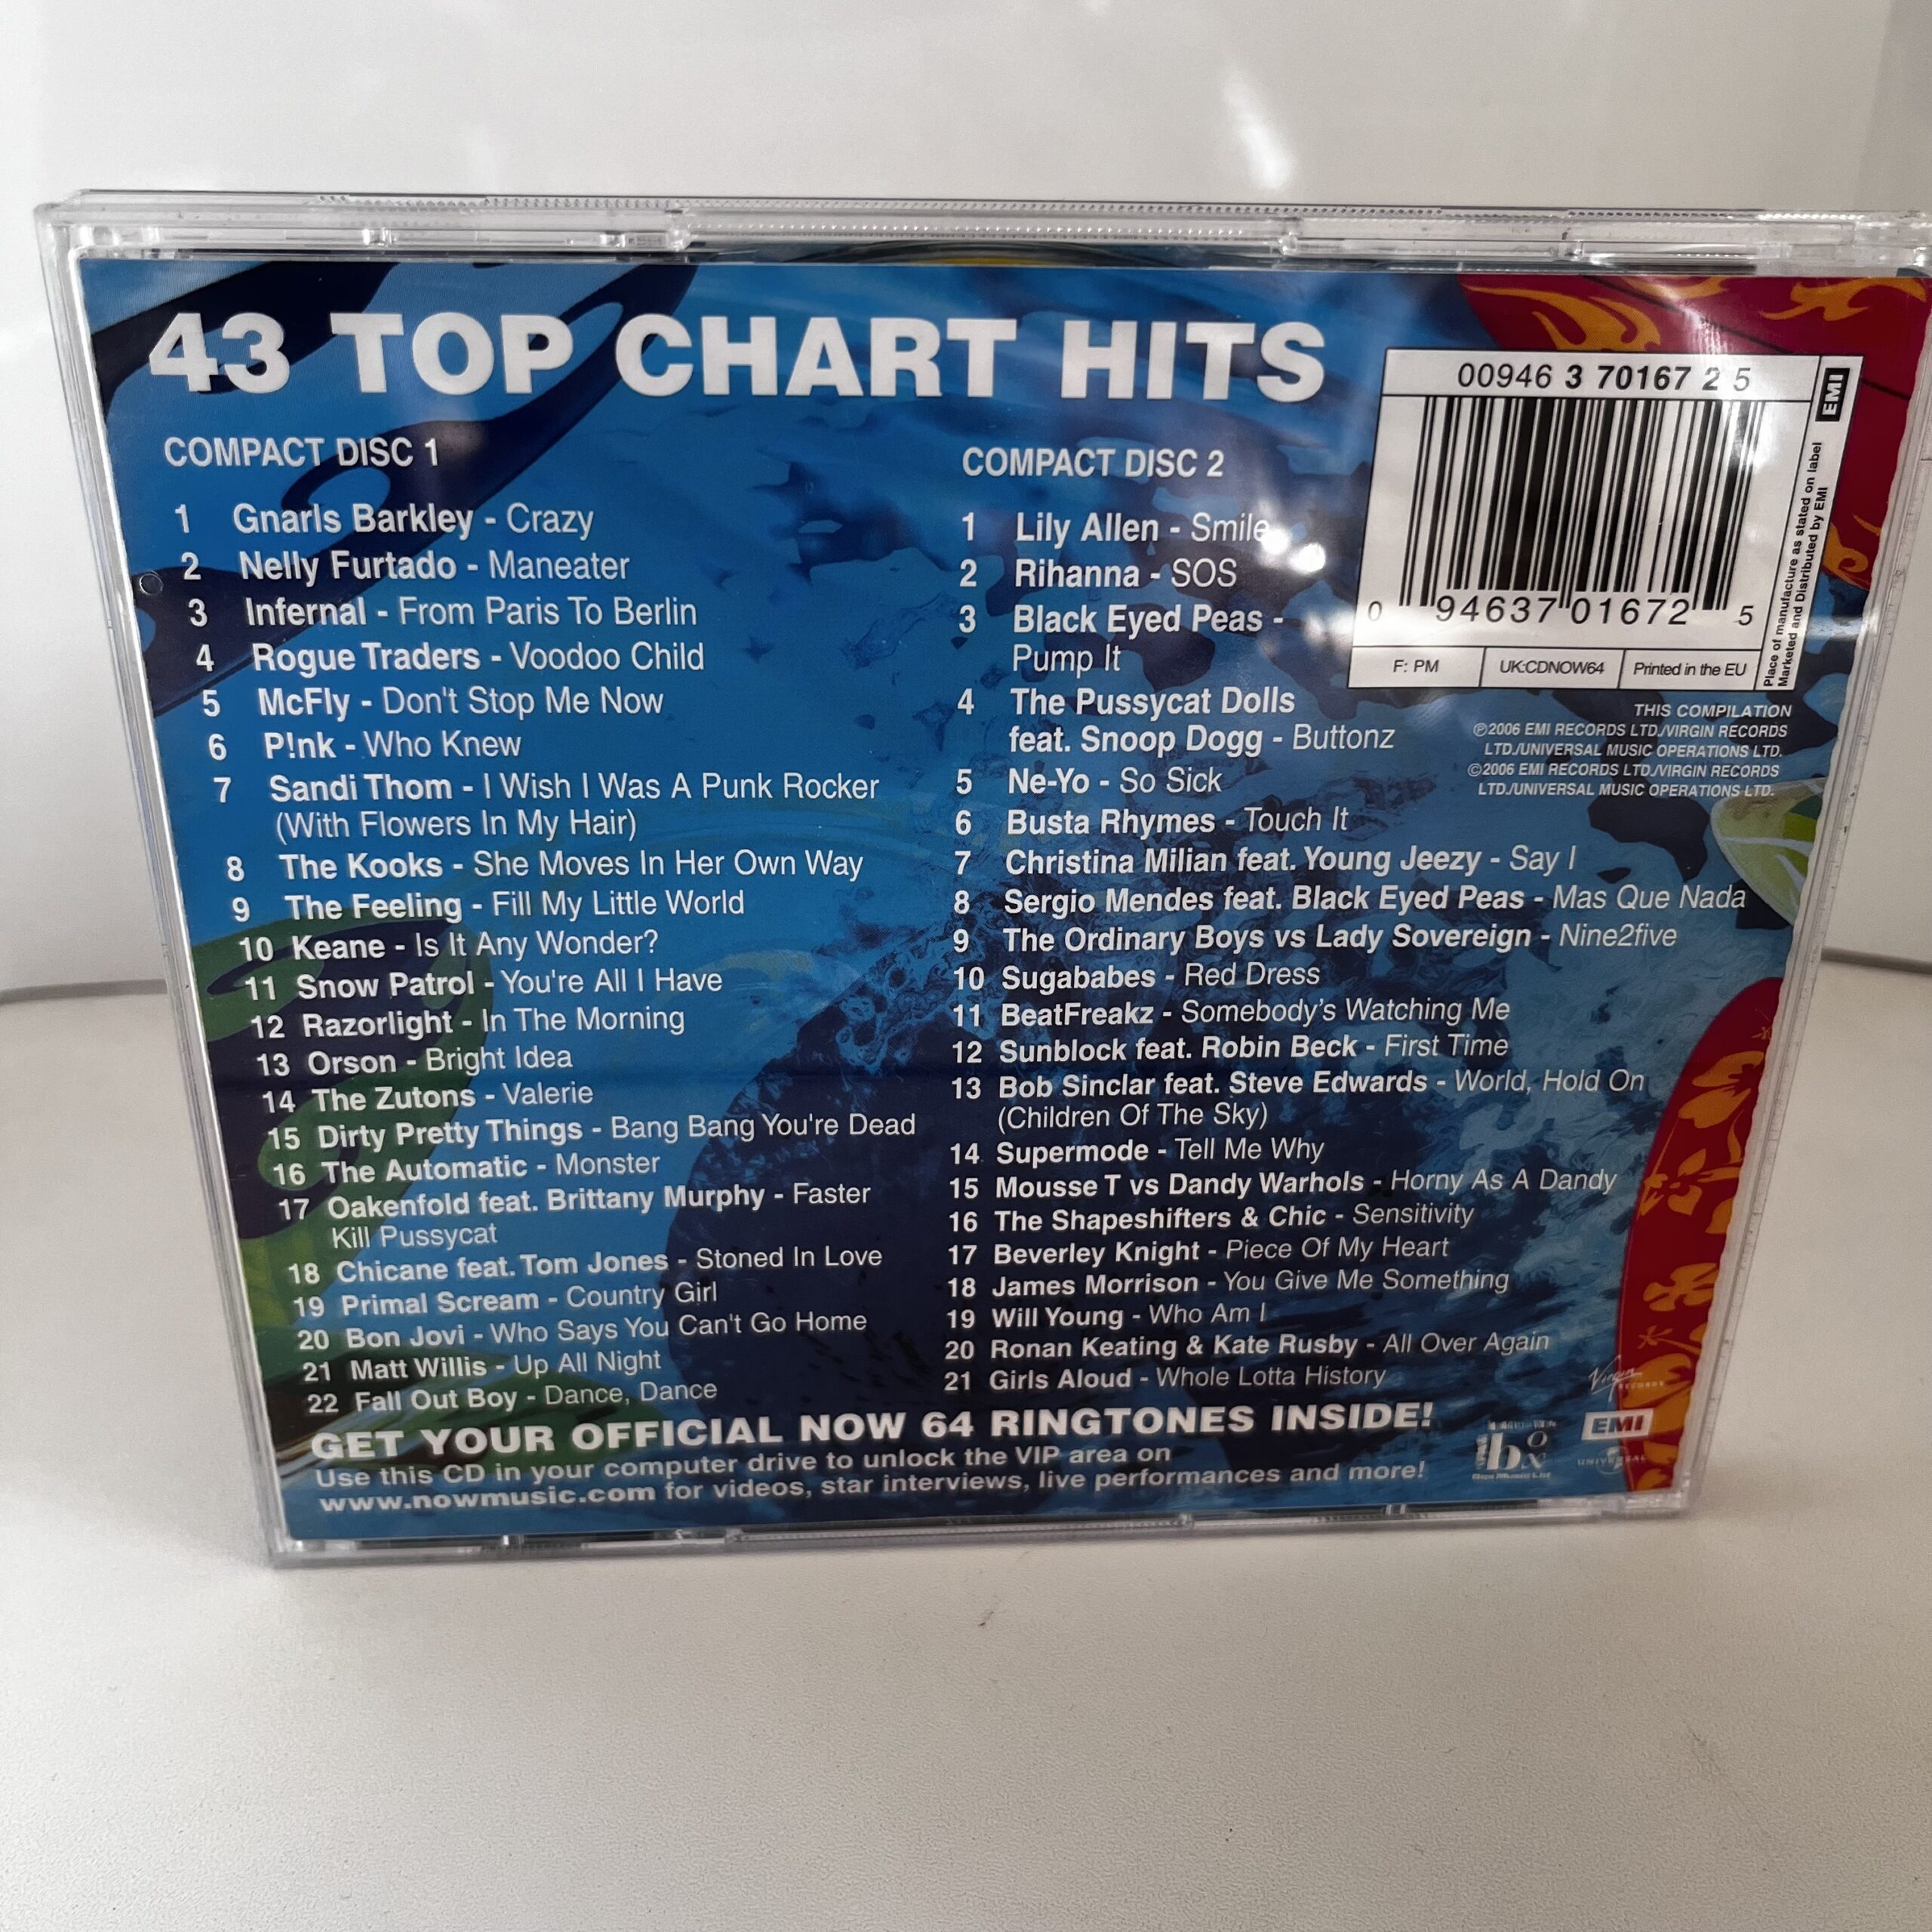 43 TOP CHART HITS
COMPACT DISC 1
1 Gnarls Barkley - Crazy
2 Nelly Furtado - Maneater
3 Infernal - From Paris To Berlin
4 Rogue Traders - Voodoo Child
5 McFly - Don't Stop Me Now
6 P!nk - Who Knew
7 Sandi Thom - I Wish I Was A Punk Rocker
(With Flowers In My Hair)
8 The Kooks - She Moves In Her Own Way
9 The Feeling - Fill My Little World
10 Keane - Is It Any Wonder?
11 Snow Patrol - You're All I Have
12 Razorlight - In The Morning
13 Orson - Bright Idea
14 The Zutons - Valerie
15 Dirty Pretty Things - Bang Bang You're Dead
16 The Automatic - Monster
17 Oakenfold feat. Brittany Murphy - Faster
Kill Pussycat
18 Chicane feat. Tom Jones - Stoned In Love
19 Primal Scream - Country Girl
20 Bon Jovi - Who Says You Can't Go Home
21 Matt Willis - Up All Night
22 Fall Out Boy - Dance, Dance
COMPACT DISC 2
1 Lily Allen - Smile
2 Rihanna - SOS
3 Black Eyed Peas -
Pump It
4 The Pussycat Dolls
feat. Snoop Dogg - Buttonz
5 Ne-Yo - So Sick
6 Busta Rhymes - Touch It
7 Christina Milian feat. Young Jeezy - Say I
8 Sergio Mendes feat. Black Eyed Peas - Mas Que Nada
9 The Ordinary Boys vs Lady Sovereign - Nine2five
10 Sugababes - Red Dress
11 BeatFreakz - Somebody's Watching Me
12 Sunblock feat. Robin Beck - First Time
13 Bob Sinclar feat. Steve Edwards - World, Hold On
(Children Of The Sky)
14 Supermode - Tell Me Why
15 Mousse T vs Dandy Warhols - Horny As A Dandy
16 The Shapeshifters & Chic - Sensitivity
17 Beverley Knight - Piece Of My Heart
18 James Morrison - You Give Me Something
19 Will Young - Who Am I
20 Ronan Keating & Kate Rusby - All Over Again
21 Girls Aloud - Whole Lotta History
00946 3 70167 2 5
0 94637 01672 5
F: PM
UK:CDNOW64
Printed in the EU
EMI
Place of manufacture as stated on label
Marketed and Distributed by EMI
THIS COMPILATION
℗2006 EMI RECORDS LTD./VIRGIN RECORDS
LTD./UNIVERSAL MUSIC OPERATIONS LTD.
©2006 EMI RECORDS LTD./VIRGIN RECORDS
LTD./UNIVERSAL MUSIC OPERATIONS LTD.
GET YOUR OFFICIAL NOW 64 RINGTONES INSIDE!
Use this CD in your computer drive to unlock the VIP area on
www.nowmusic.com for videos, star interviews, live performances and more!
Virgin
RECORDS
EMI
UNIVERSAL
box